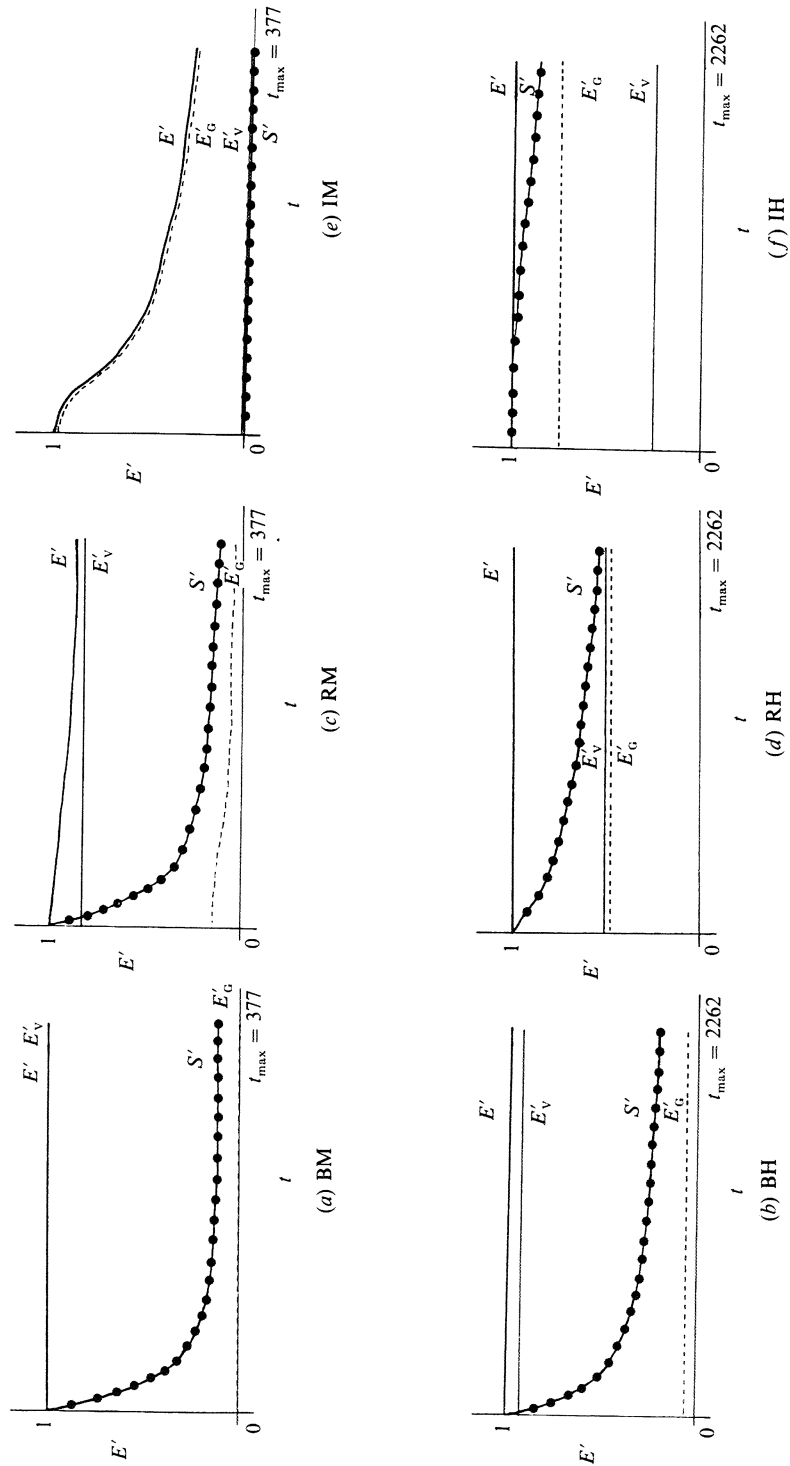 1
E′
0
E′ E′V
S′
E′G
tmax = 377
t
(a) BM
1
E′
0
E′
E′V
S′
E′G
tmax = 377
t
(c) RM
1
E′
0
E′
E′G
E′V
S′
tmax = 377
t
(e) IM
1
E′
0
E′
E′V
S′
E′G
tmax = 2262
t
(b) BH
1
E′
0
E′
S′
E′V
E′G
tmax = 2262
t
(d) RH
1
E′
0
E′
S′
E′G
E′V
tmax = 2262
t
(f) IH